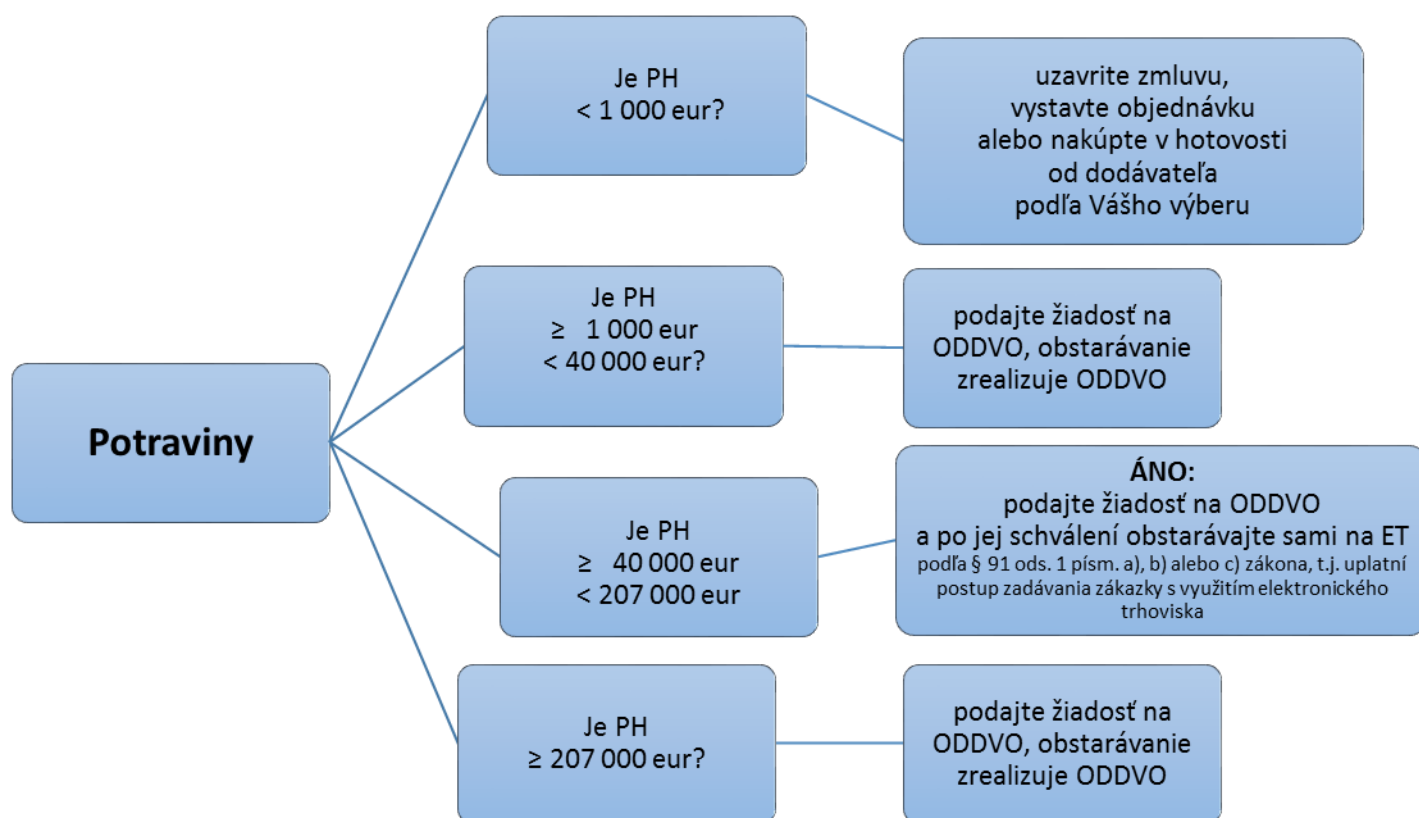 Potraviny
Je PH
< 1 000 eur?
uzavrite zmluvu,
vystavte objednávku
alebo nakúpte v hotovosti
od dodávateľa
podľa Vášho výberu
Je PH
≥ 1 000 eur
< 40 000 eur?
podajte žiadosť na
ODDVO, obstarávanie
zrealizuje ODDVO
Je PH
≥ 40 000 eur
< 207 000 eur
ÁNO:
podajte žiadosť na ODDVO
a po jej schválení obstarávajte sami na ET
podľa § 91 ods. 1 písm. a), b) alebo c) zákona, t.j. uplatní
postup zadávania zákazky s využitím elektronického
trhoviska
Je PH
≥ 207 000 eur?
podajte žiadosť na
ODDVO, obstarávanie
zrealizuje ODDVO